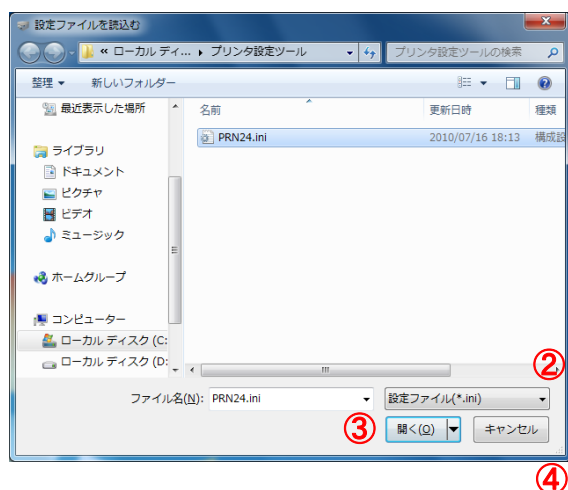 設定ファイルを読込む
« ローカル ディ... ▸ プリンタ設定ツール
プリンタ設定ツールの検索
整理 ▼ 新しいフォルダー
最近表示した場所
ライブラリ
ドキュメント
ピクチャ
ビデオ
ミュージック
ホームグループ
コンピューター
ローカル ディスク (C:
ローカル ディスク (D:
名前 更新日時 種類
PRN24.ini 2010/07/16 18:13 構成設
②
ファイル名(N): PRN24.ini 設定ファイル(*.ini)
③ 開く(O) キャンセル
④